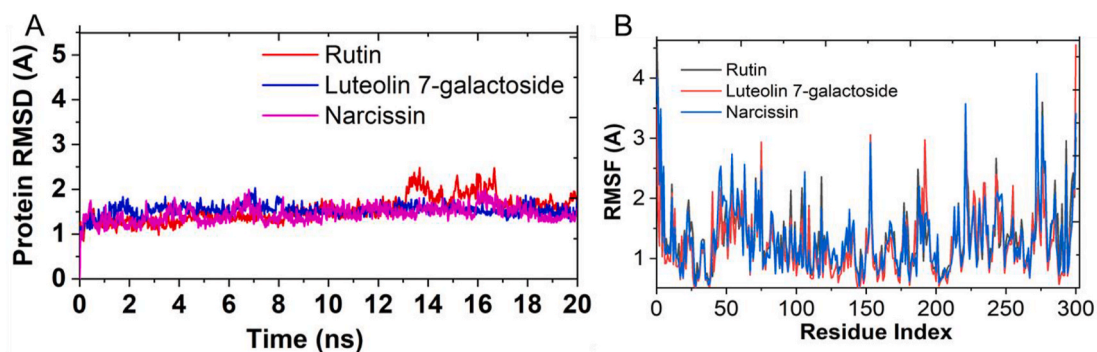 A
Protein RMSD (A)
5
4
3
2
1
0
Rutin
Luteolin 7-galactoside
Narcissin
0 2 4 6 8 10 12 14 16 18 20
Time (ns)
B
RMSF (A)
4
3
2
1
Rutin
Luteolin 7-galactoside
Narcissin
0 50 100 150 200 250 300
Residue Index